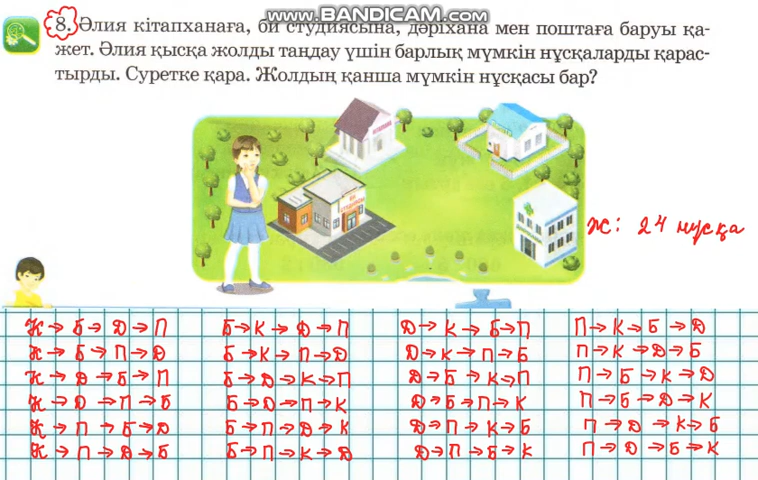 WWW.BANDICAM.COM
8. Әлия кітапханаға, би студиясына, дәріхана мен поштаға баруы қа-
жет. Әлия қысқа жолды таңдау үшін барлық мүмкін нұсқаларды қарас-
тырды. Суретке қара. Жолдың қанша мүмкін нұсқасы бар?
Ж: 24 нұсқа
К → Б → Д → П Б → К → Д → П Д → К → Б → П П → К → Б → Д
К → Б → П → Д Б → К → П → Д Д → К → П → Б П → К → Д → Б
К → Д → Б → П Б → Д → К → П Д → Б → К → П П → Б → К → Д
К → Д → П → Б Б → Д → П → К Д → Б → П → К П → Б → Д → К
К → П → Б → Д Б → П → Д → К Д → П → К → Б П → Д → К → Б
К → П → Д → Б Б → П → К → Д Д → П → Б → К П → Д → Б → К